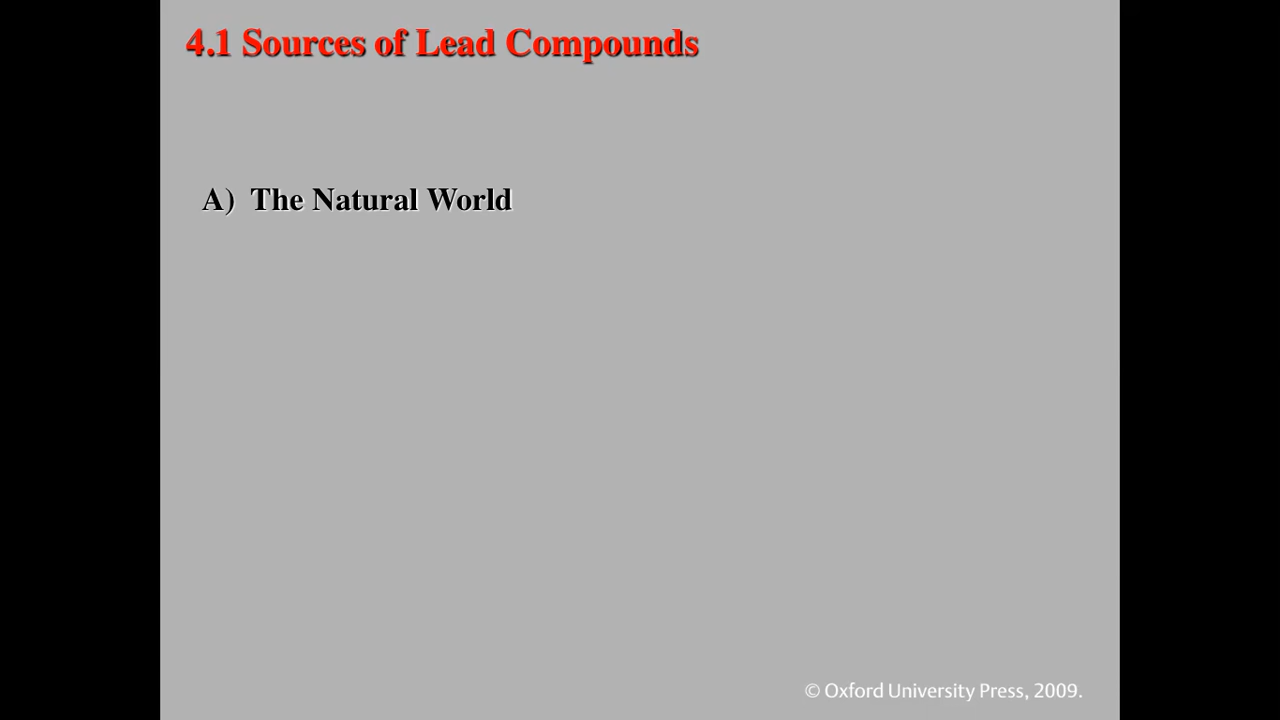 4.1 Sources of Lead Compounds
A) The Natural World
© Oxford University Press, 2009.